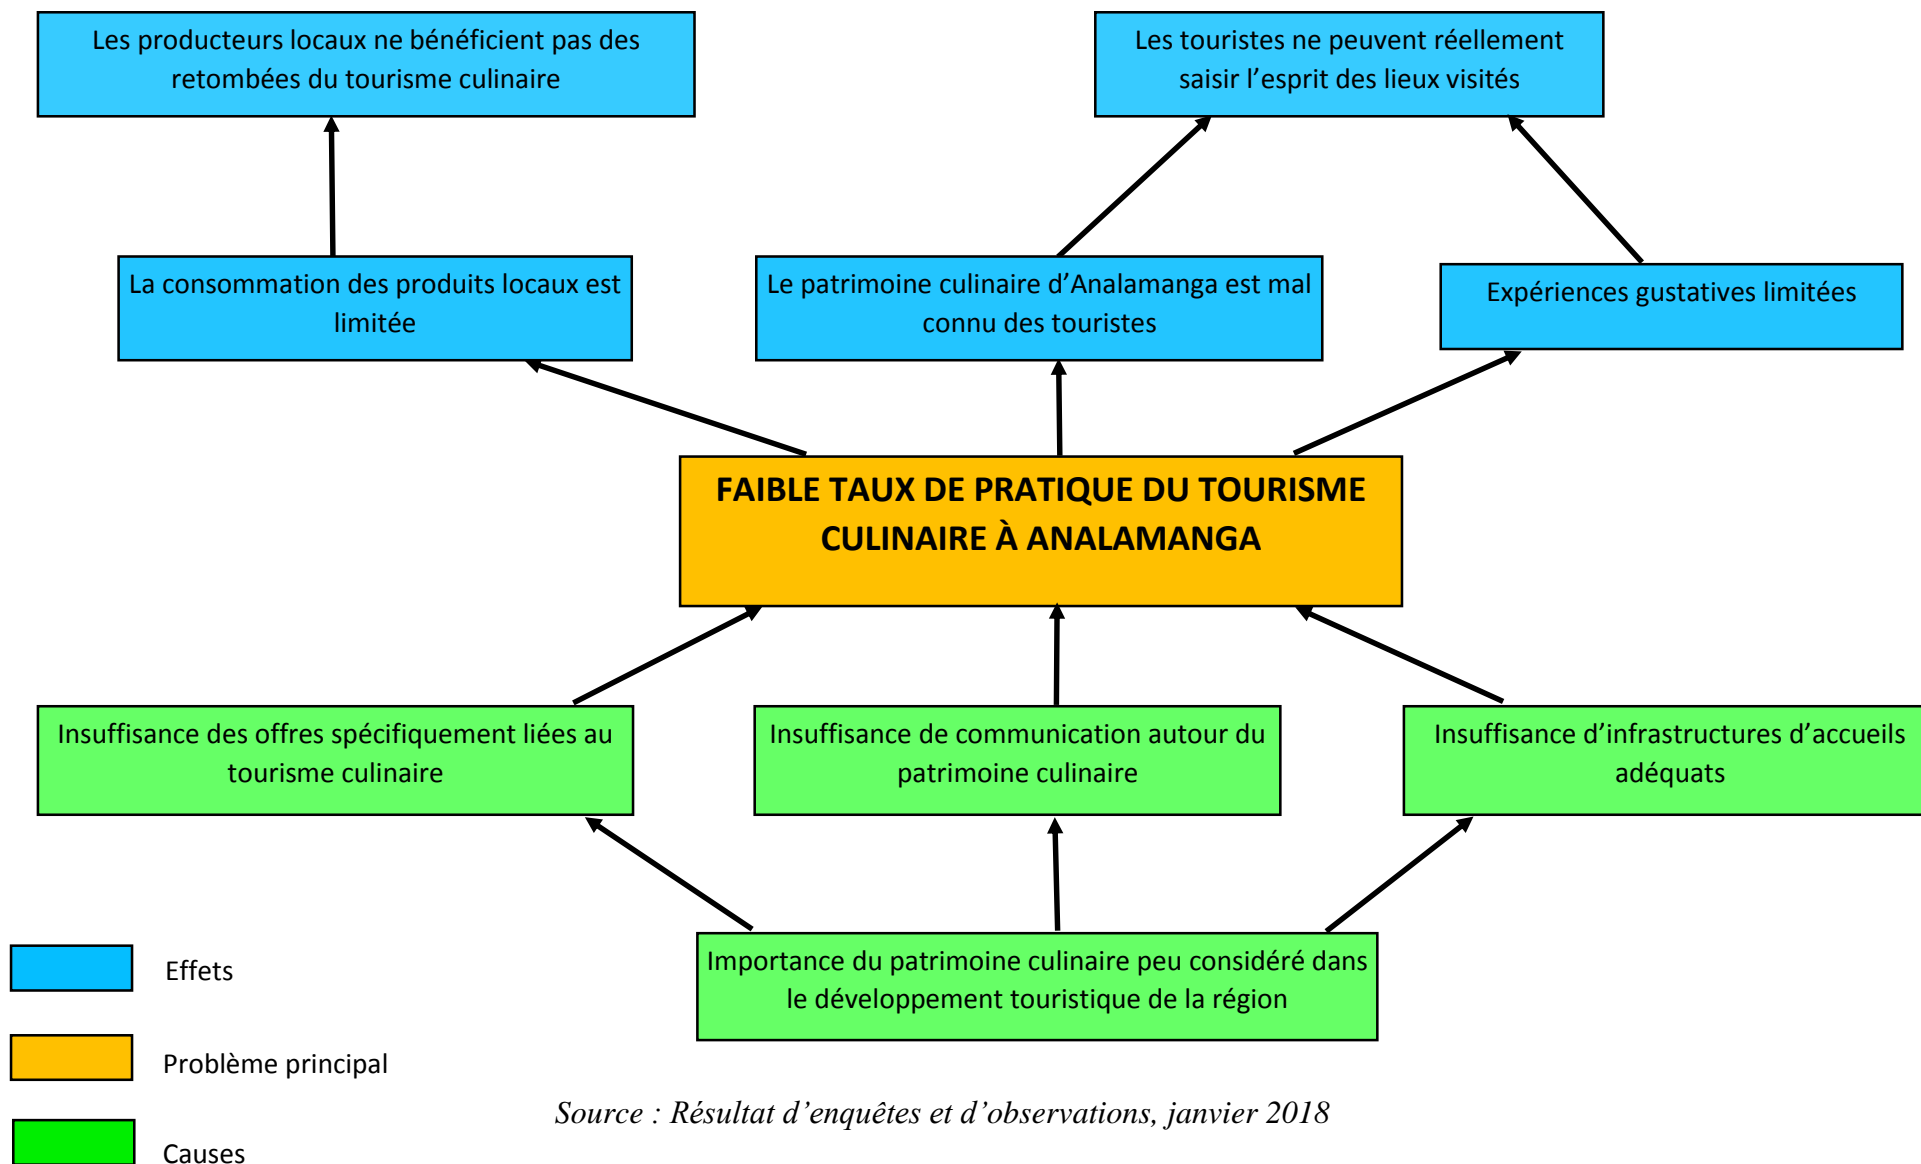 Les producteurs locaux ne bénéficient pas des
retombées du tourisme culinaire
Les touristes ne peuvent réellement
saisir l’esprit des lieux visités
La consommation des produits locaux est
limitée
Le patrimoine culinaire d’Analamanga est mal
connu des touristes
Expériences gustatives limitées
FAIBLE TAUX DE PRATIQUE DU TOURISME
CULINAIRE À ANALAMANGA
Insuffisance des offres spécifiquement liées au
tourisme culinaire
Insuffisance de communication autour du
patrimoine culinaire
Insuffisance d’infrastructures d’accueils
adéquats
Importance du patrimoine culinaire peu considéré dans
le développement touristique de la région
Effets
Problème principal
Causes
Source : Résultat d’enquêtes et d’observations, janvier 2018